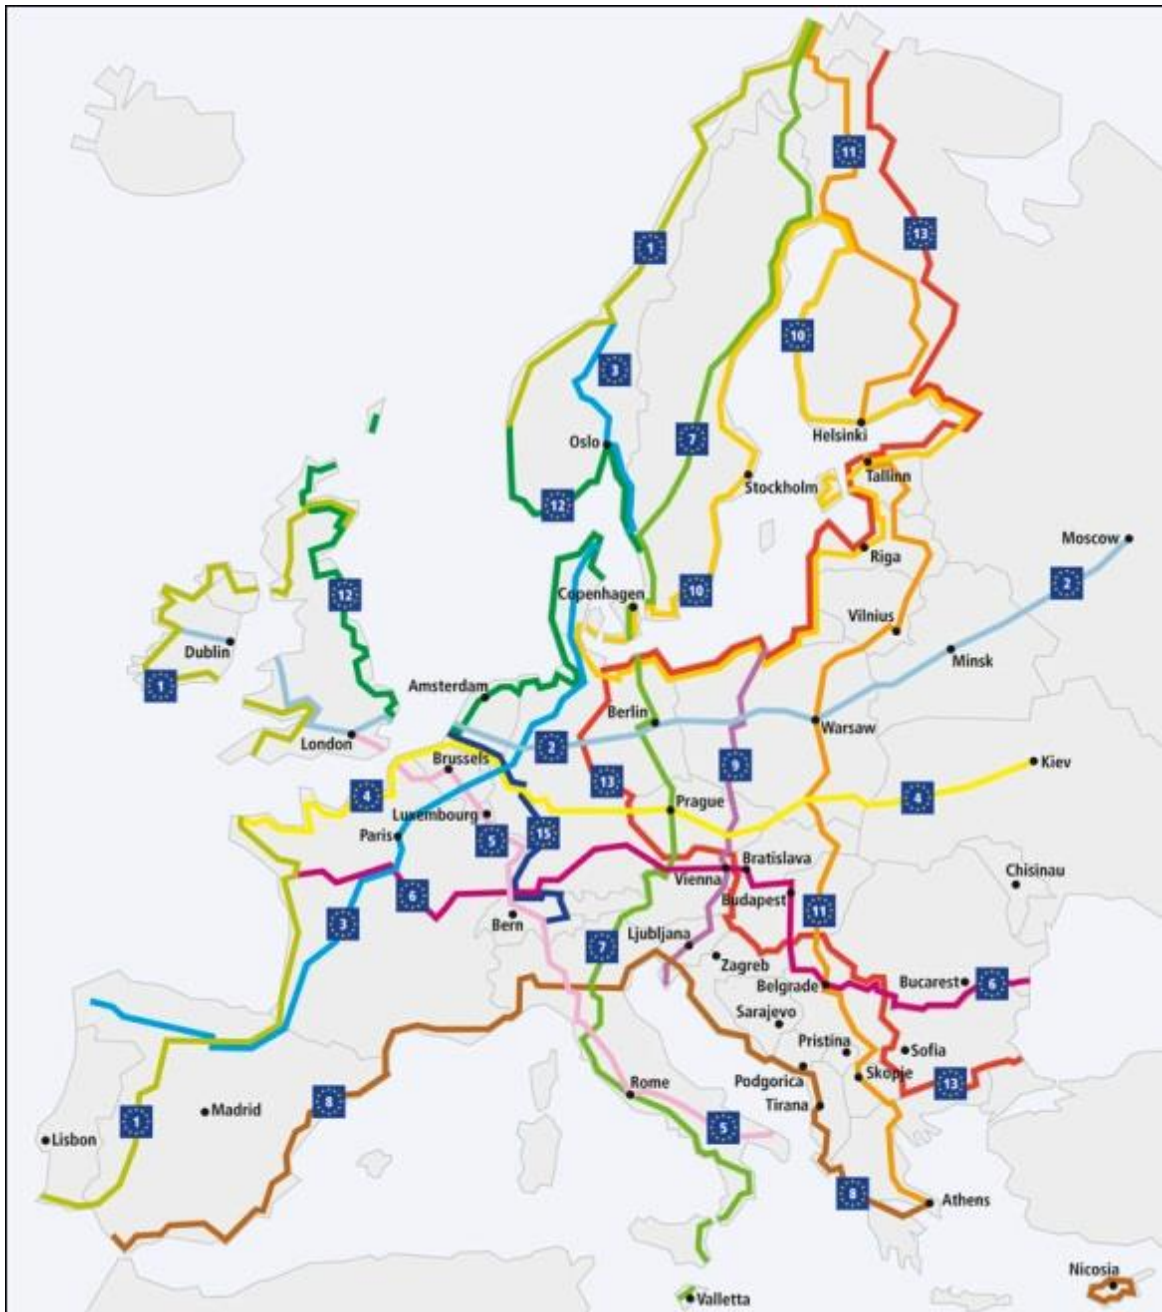 11
13
1
10
3
Oslo
7
Helsinki
Tallinn
Stockholm
12
Moscow
Riga
2
10
12
Copenhagen
Vilnius
Dublin
Minsk
1
Amsterdam
Berlin
Warsaw
London
2
Brussels
9
Kiev
13
4
4
Prague
Luxembourg
Paris
5
15
Bratislava
Chisinau
Vienna
6
Budapest
11
3
Bern
Ljubljana
7
Zagreb
Belgrade
Bucarest
6
Sarajevo
Pristina
Sofia
Podgorica
Skopje
13
Rome
8
Madrid
Tirana
1
5
Lisbon
8
Athens
Nicosia
Valletta